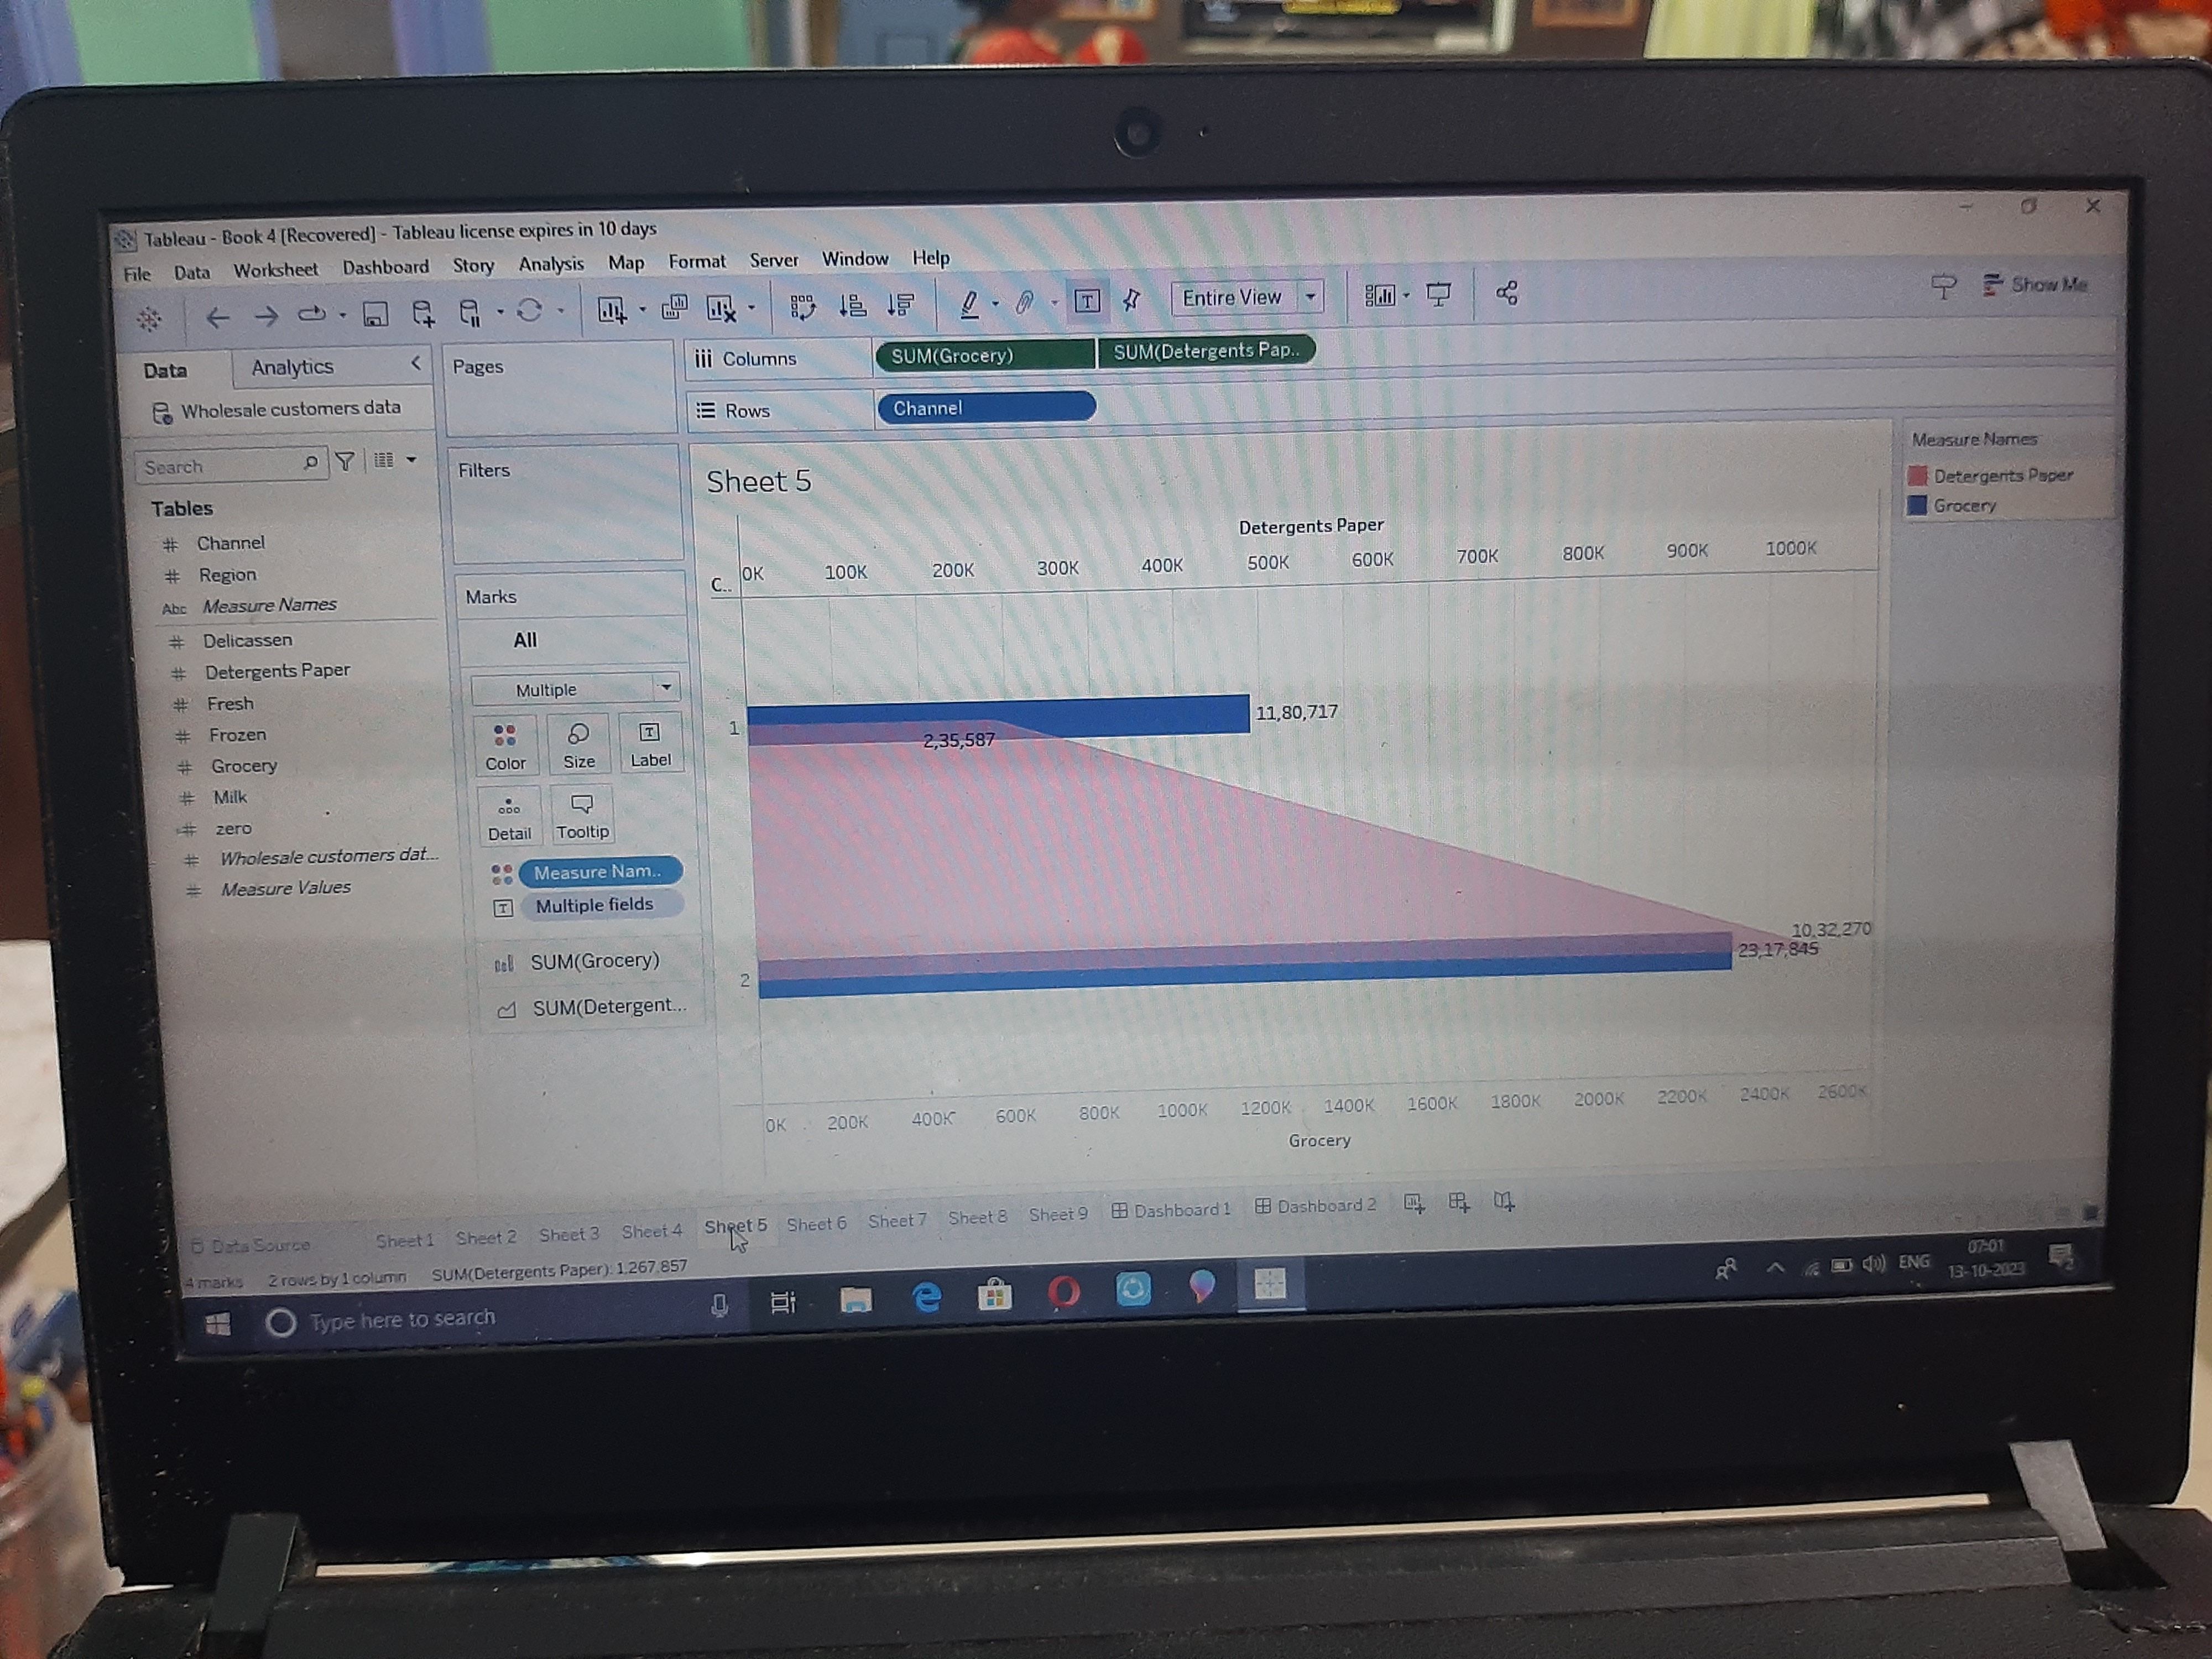 Tableau - Book 4 [Recovered] - Tableau license expires in 10 days
File Data Worksheet Dashboard Story Analysis Map Format Server Window Help
Entire View
Show Me
Data Analytics
Wholesale customers data
Search
Tables
# Channel
# Region
Abc Measure Names
# Delicassen
# Detergents Paper
# Fresh
# Frozen
# Grocery
# Milk
# zero
# Wholesale customers dat...
# Measure Values
Pages
Filters
Marks
All
Multiple
Color Size Label
Detail Tooltip
Measure Nam..
Multiple fields
SUM(Grocery)
SUM(Detergent...
Columns SUM(Grocery) SUM(Detergents Pap..
Rows Channel
Sheet 5
Detergents Paper
C.. 0K 100K 200K 300K 400K 500K 600K 700K 800K 900K 1000K
1 11,80,717
2,35,587
10,32,270
23,17,845
2
0K 200K 400K 600K 800K 1000K 1200K 1400K 1600K 1800K 2000K 2200K 2400K 2600K
Grocery
Measure Names
Detergents Paper
Grocery
Data Source Sheet 1 Sheet 2 Sheet 3 Sheet 4 Sheet 5 Sheet 6 Sheet 7 Sheet 8 Sheet 9 Dashboard 1 Dashboard 2
4 marks 2 rows by 1 column SUM(Detergents Paper): 1,267,857
Type here to search
ENG
07:01
13-10-2023
2